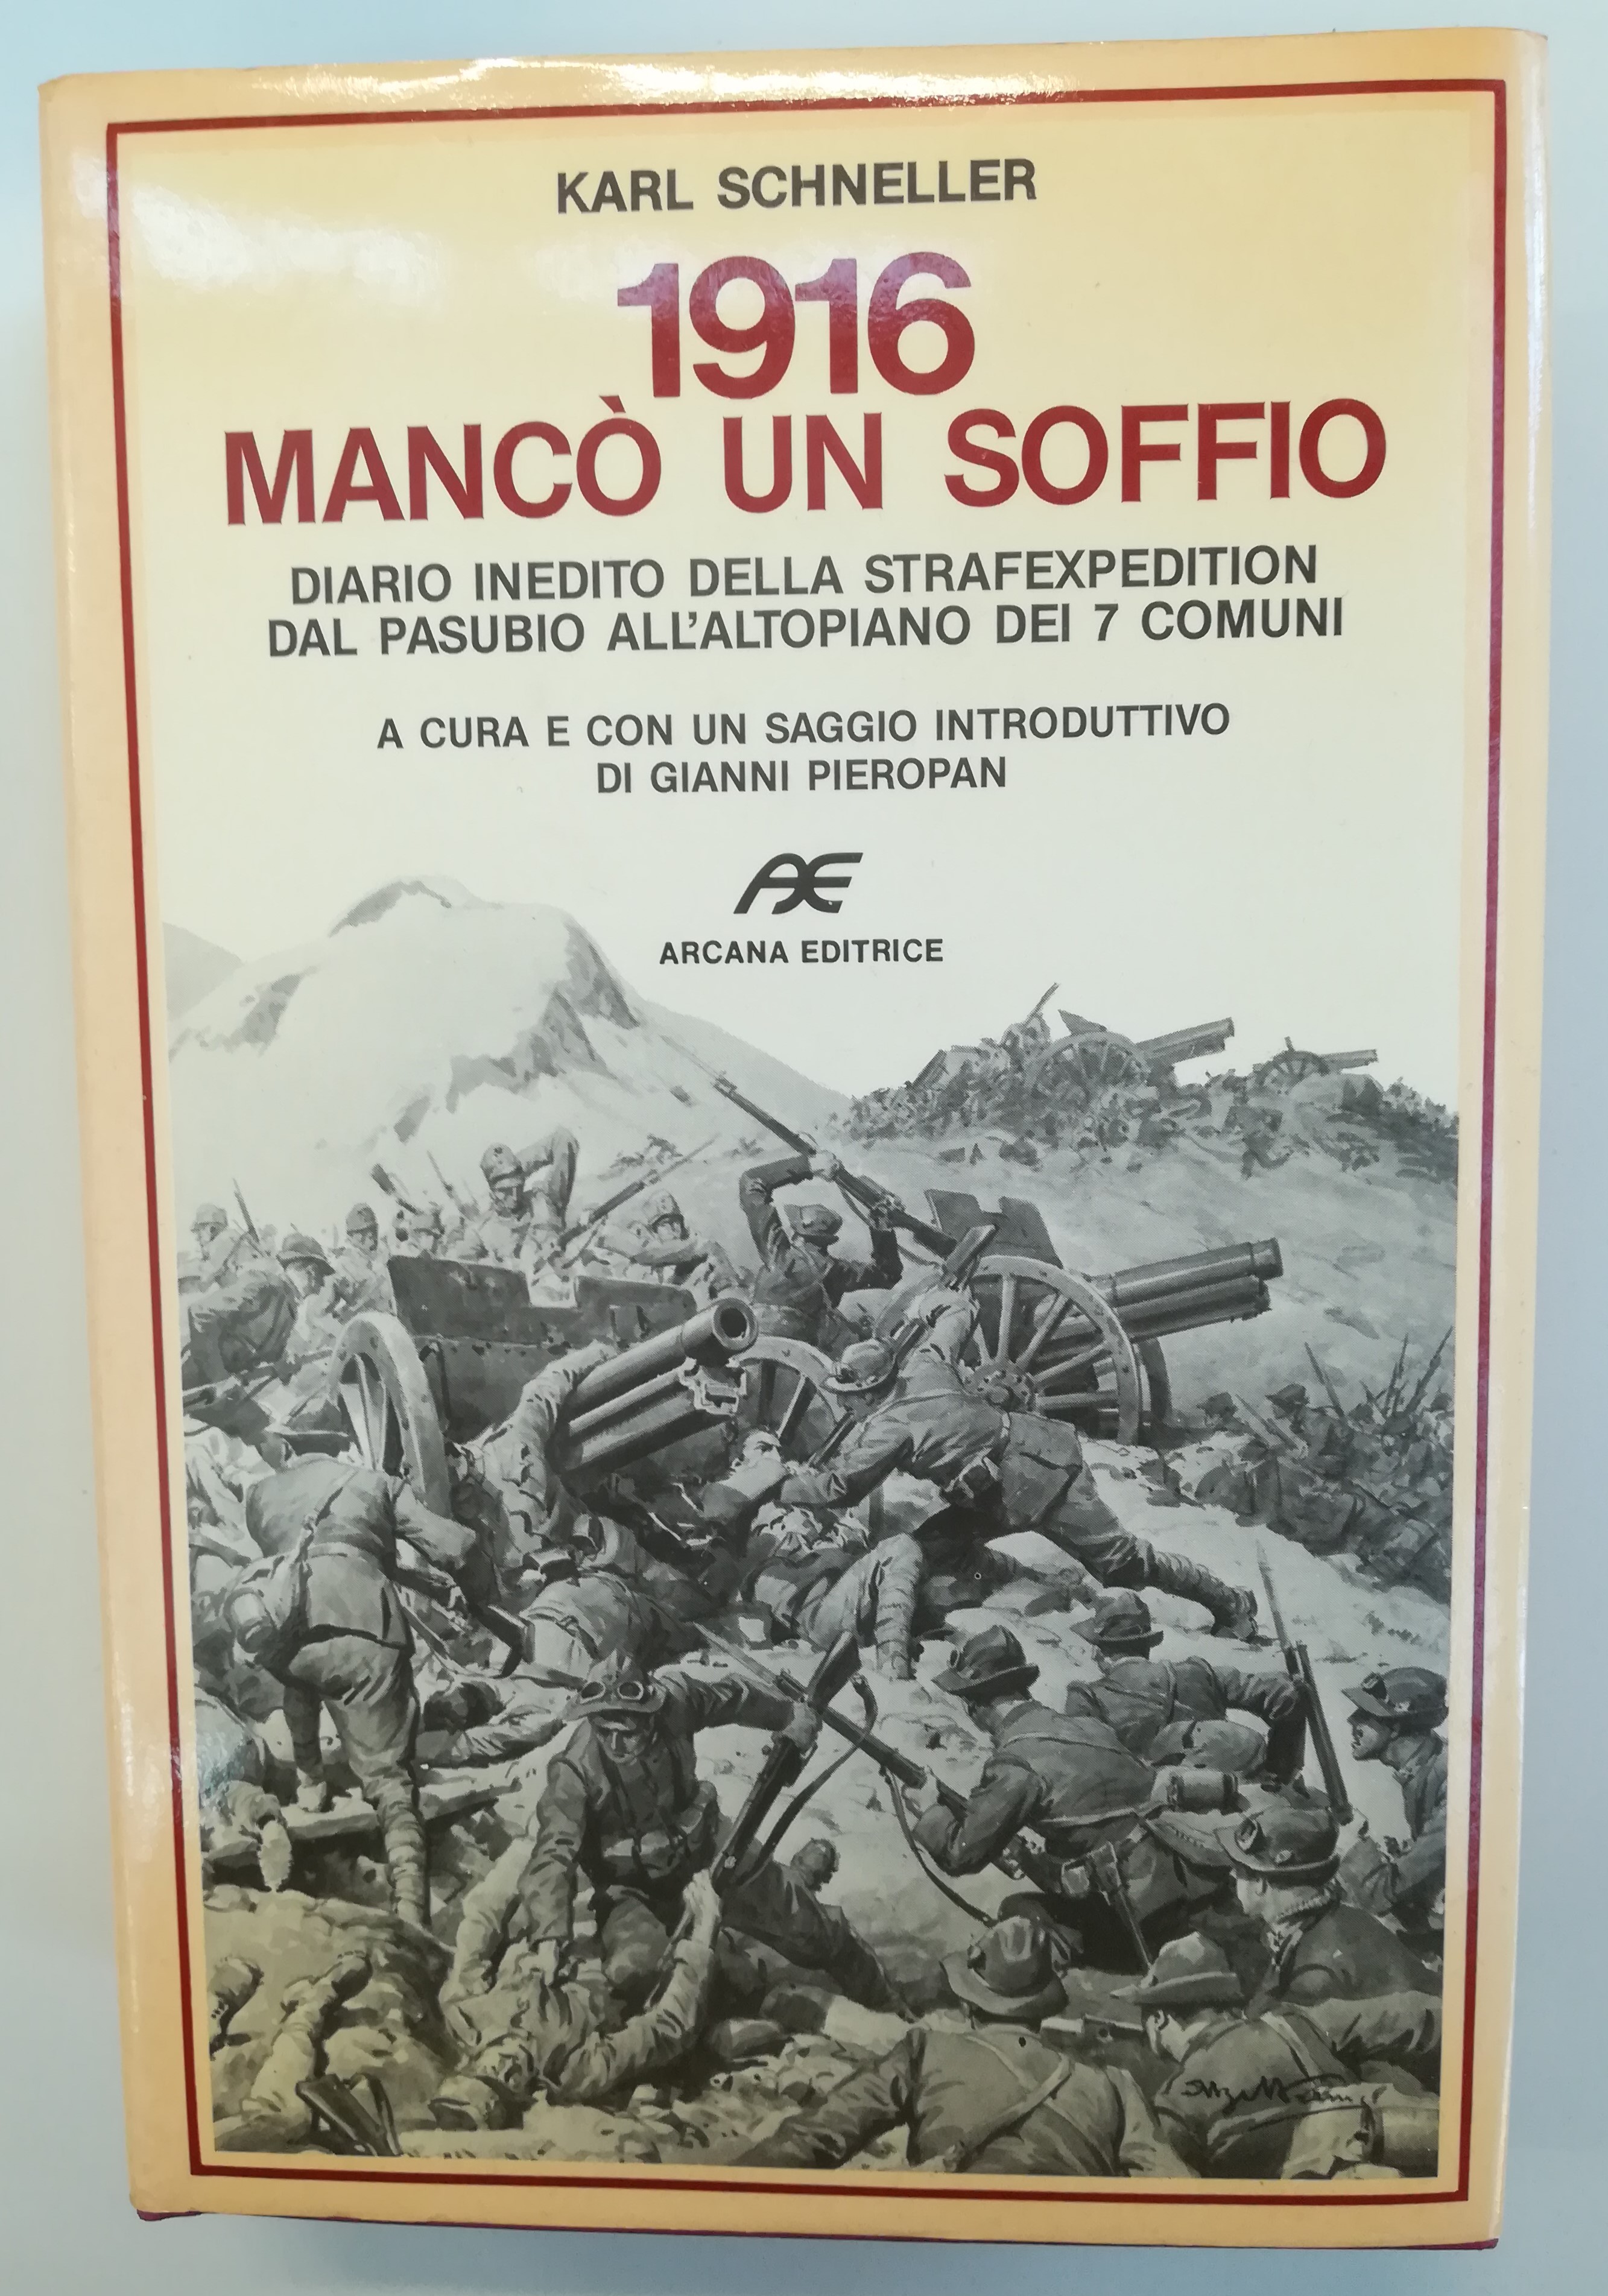 KARL SCHNELLER
1916
MANCÒ UN SOFFIO
DIARIO INEDITO DELLA STRAFEXPEDITION
DAL PASUBIO ALL'ALTOPIANO DEI 7 COMUNI
A CURA E CON UN SAGGIO INTRODUTTIVO
DI GIANNI PIEROPAN
AE
ARCANA EDITRICE